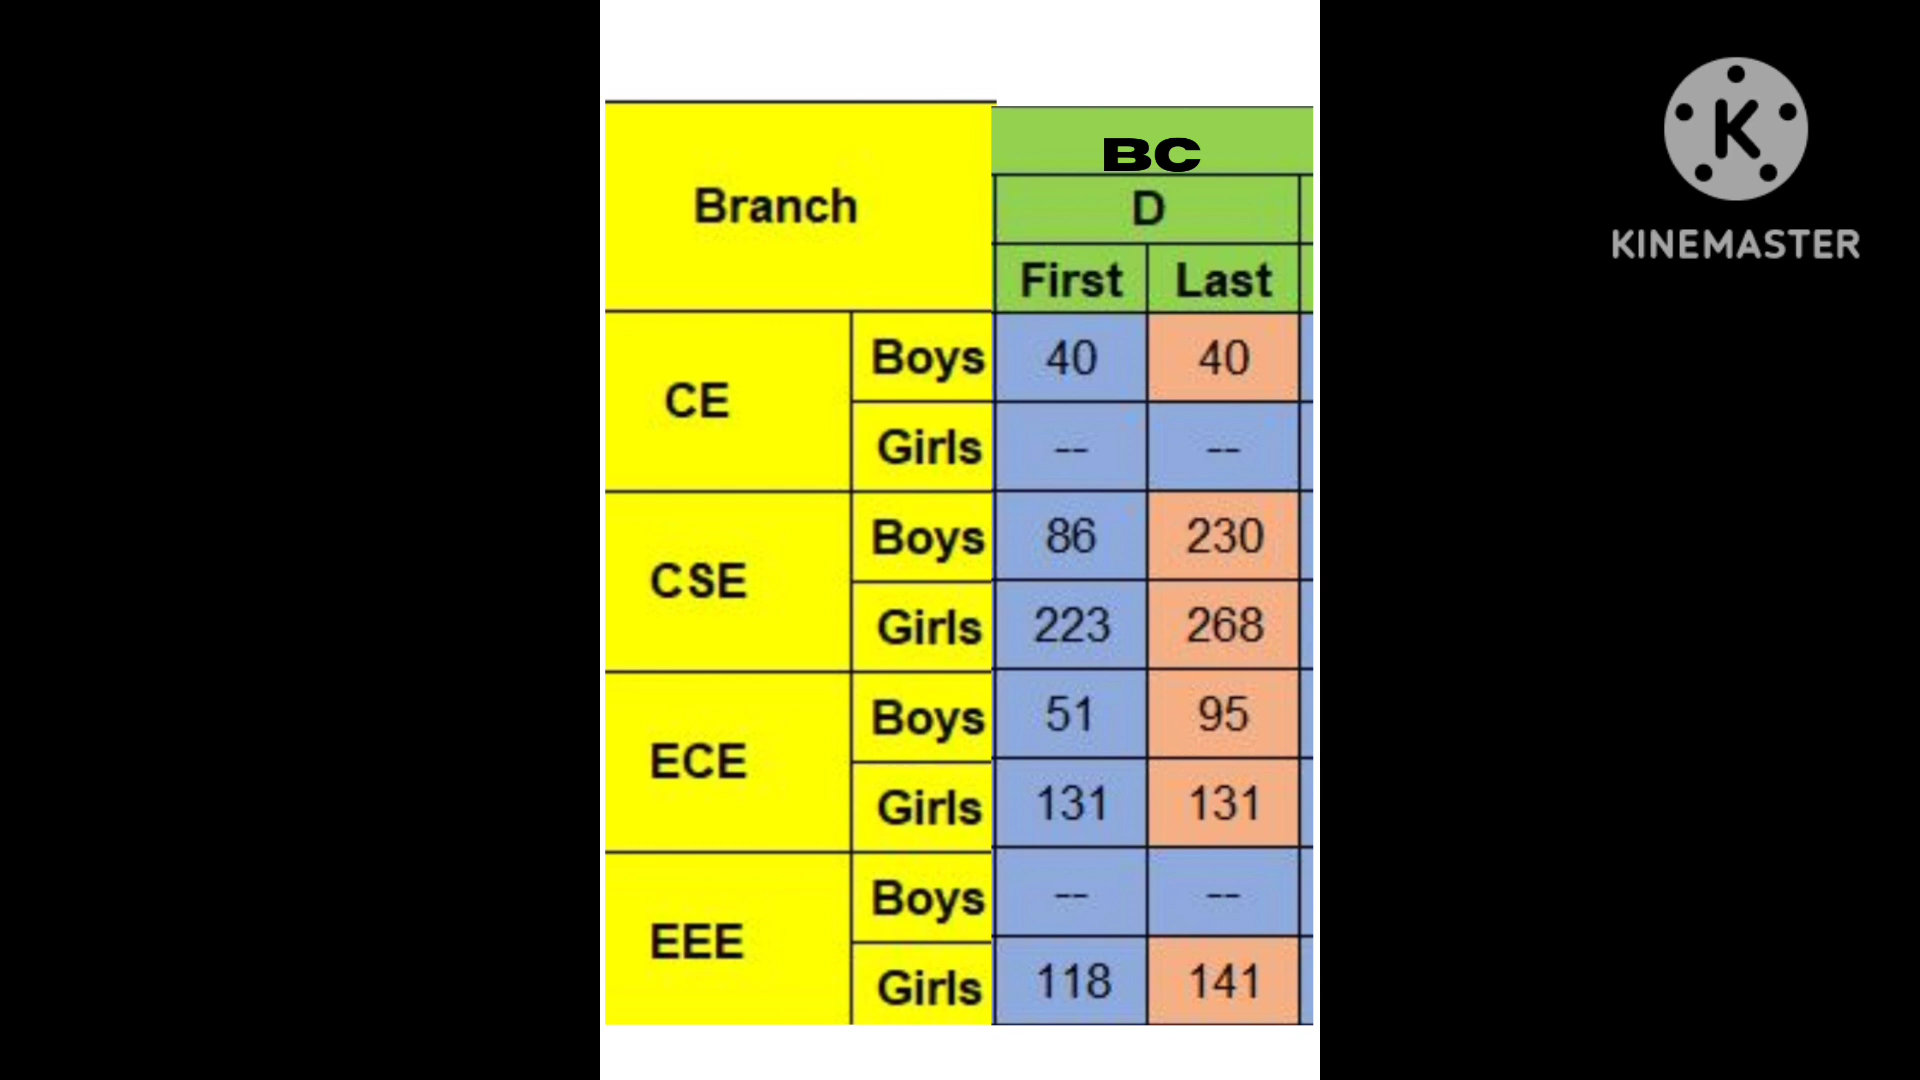 BC
Branch D
First Last
CE Boys 40 40
Girls -- --
CSE Boys 86 230
Girls 223 268
ECE Boys 51 95
Girls 131 131
EEE Boys -- --
Girls 118 141
K
KINEMASTER